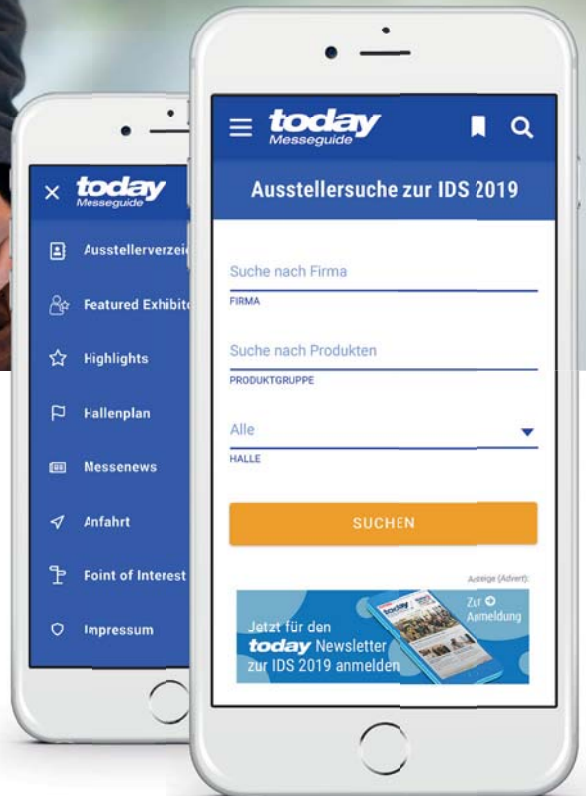 today
Messeguide
Ausstellerverzei
Featured Exhibit
Highlights
Hallenplan
Messenews
Anfahrt
Point of Interest
Impressum
today
Messeguide
Ausstellersuche zur IDS 2019
Suche nach Firma
FIRMA
Suche nach Produkten
PRODUKTGRUPPE
Alle
HALLE
SUCHEN
Anzeige (Advert):
Jetzt für den
today Newsletter
zur IDS 2019 anmelden
Zur
Anmeldung